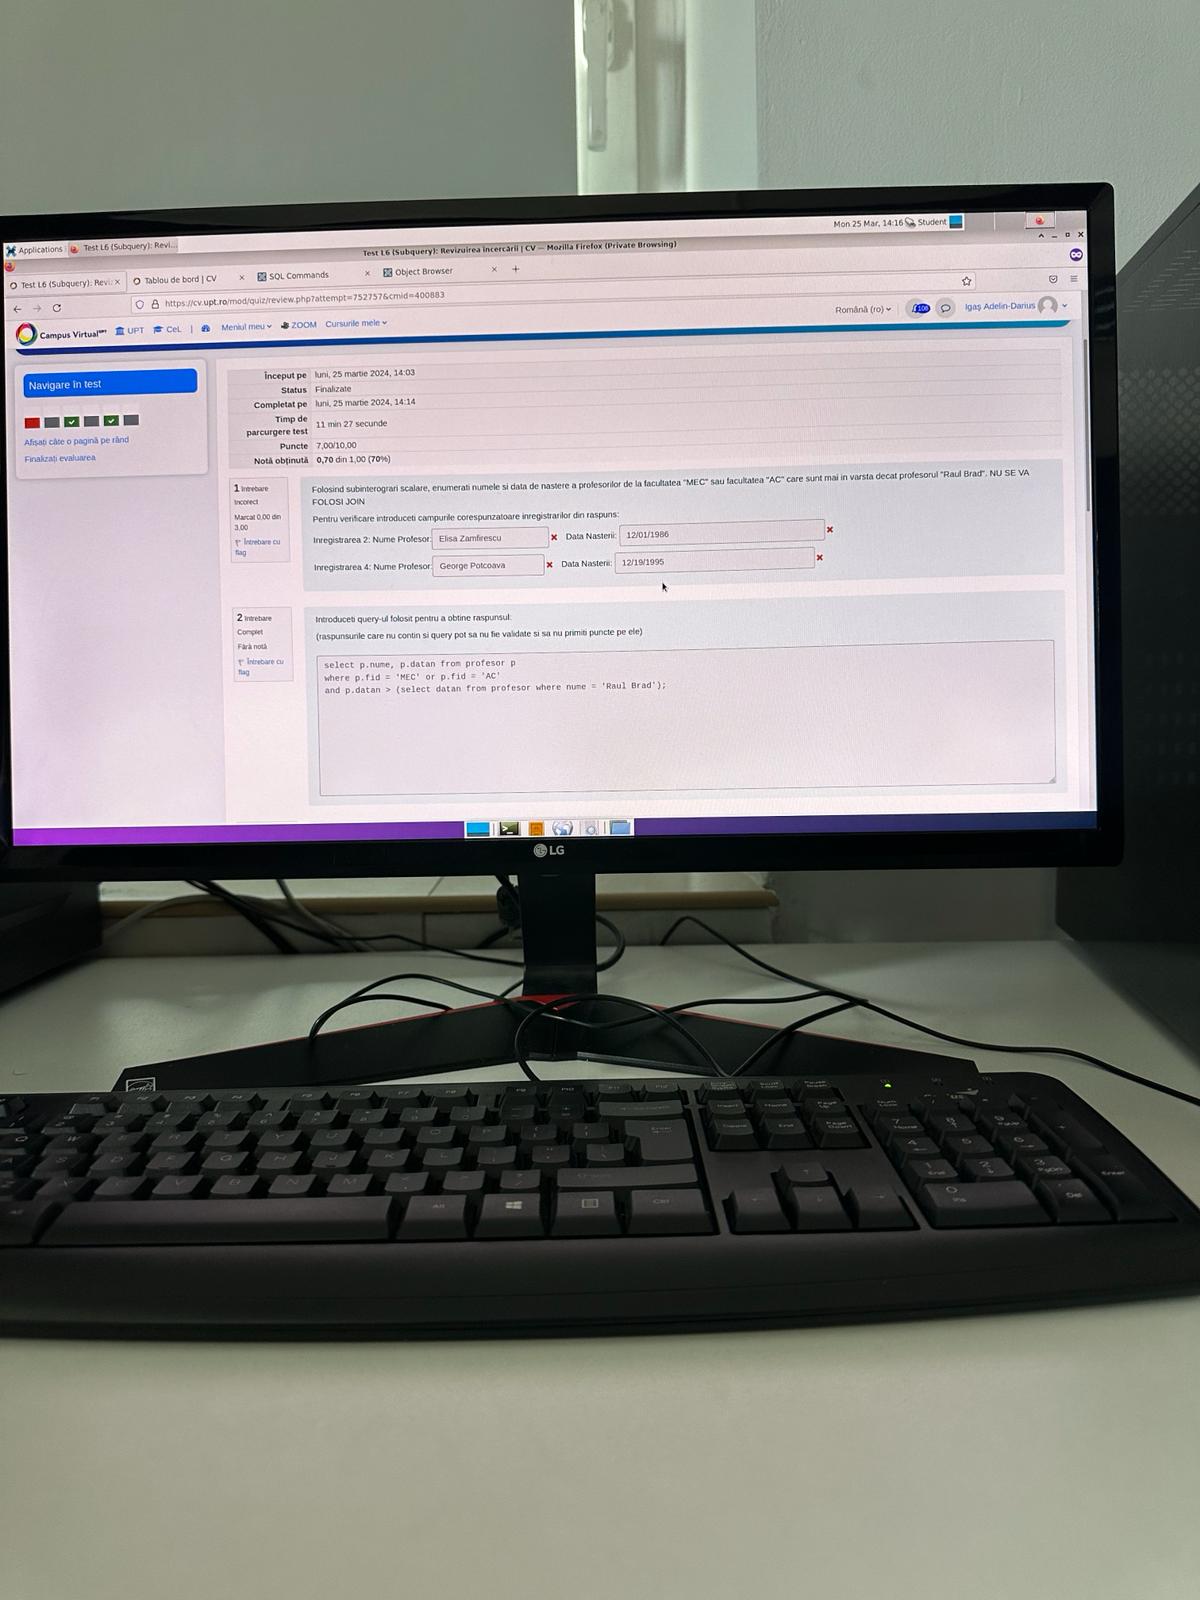 Mon 25 Mar, 14:16 Student
Applications
Test L6 (Subquery): Revi...
Test L6 (Subquery): Revizuirea încercării | CV — Mozilla Firefox (Private Browsing)
Test L6 (Subquery): Revi
Tablou de bord | CV
SQL Commands
Object Browser
https://cv.upt.ro/mod/quiz/review.php?attempt=752757&cmid=400883
Campus Virtual UPT
UPT
CeL
Meniul meu
ZOOM
Cursurile mele
Română (ro)
Igaș Adelin-Darius
Navigare în test
Afișați câte o pagină pe rând
Finalizați evaluarea
Început pe luni, 25 martie 2024, 14:03
Status Finalizate
Completat pe luni, 25 martie 2024, 14:14
Timp de
parcurgere test 11 min 27 secunde
Puncte 7,00/10,00
Notă obținută 0,70 din 1,00 (70%)
1 Întrebare
Incorect
Marcat 0,00 din
3,00
Întrebare cu
flag
Folosind subinterograri scalare, enumerati numele si data de nastere a profesorilor de la facultatea "MEC" sau facultatea "AC" care sunt mai in varsta decat profesorul "Raul Brad". NU SE VA
FOLOSI JOIN
Pentru verificare introduceti campurile corespunzatoare inregistrarilor din raspuns:
Inregistrarea 2: Nume Profesor: Elisa Zamfirescu Data Nasterii: 12/01/1986
Inregistrarea 4: Nume Profesor: George Potcoava Data Nasterii: 12/19/1995
2 Întrebare
Complet
Fără notă
Întrebare cu
flag
Introduceti query-ul folosit pentru a obtine raspunsul:
(raspunsurile care nu contin si query pot sa nu fie validate si sa nu primiti puncte pe ele)
select p.nume, p.datan from profesor p
where p.fid = 'MEC' or p.fid = 'AC'
and p.datan > (select datan from profesor where nume = 'Raul Brad');
LG